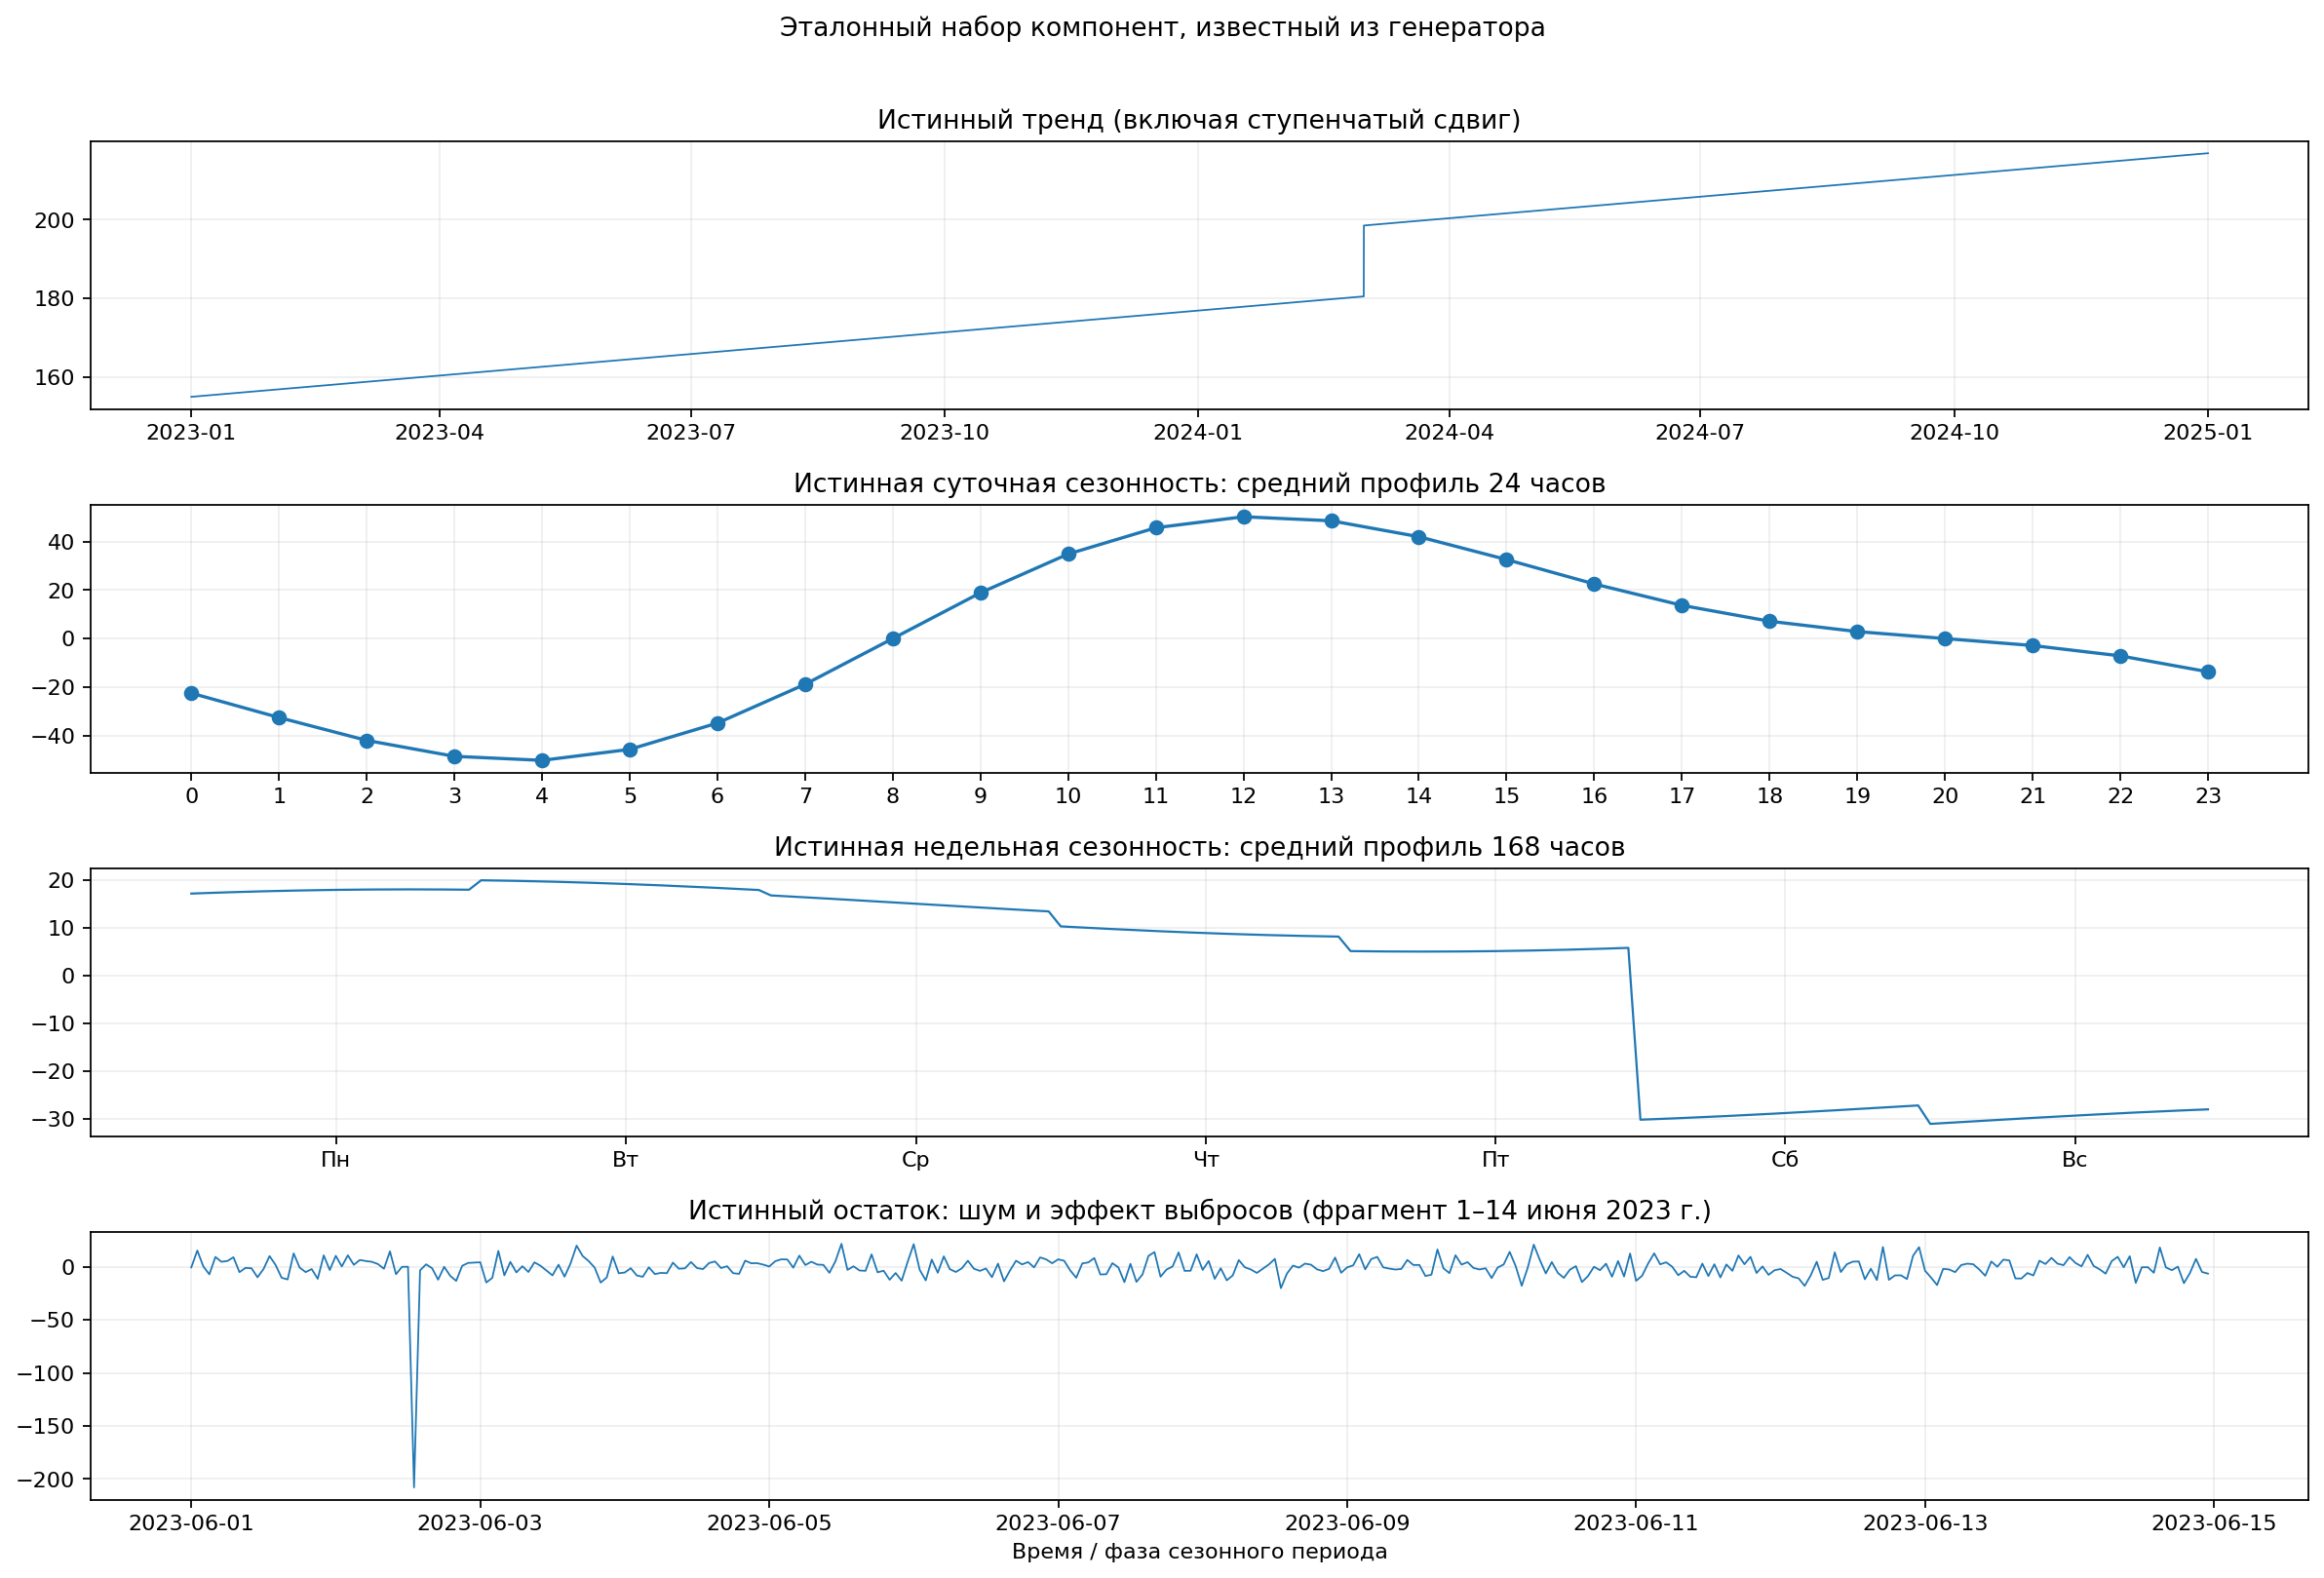 Эталонный набор компонент, известный из генератора
Истинный тренд (включая ступенчатый сдвиг)
200
180
160
2023-01 2023-04 2023-07 2023-10 2024-01 2024-04 2024-07 2024-10 2025-01
Истинная суточная сезонность: средний профиль 24 часов
40
20
0
−20
−40
0 1 2 3 4 5 6 7 8 9 10 11 12 13 14 15 16 17 18 19 20 21 22 23
Истинная недельная сезонность: средний профиль 168 часов
20
10
0
−10
−20
−30
Пн Вт Ср Чт Пт Сб Вс
Истинный остаток: шум и эффект выбросов (фрагмент 1–14 июня 2023 г.)
0
−50
−100
−150
−200
2023-06-01 2023-06-03 2023-06-05 2023-06-07 2023-06-09 2023-06-11 2023-06-13 2023-06-15
Время / фаза сезонного периода